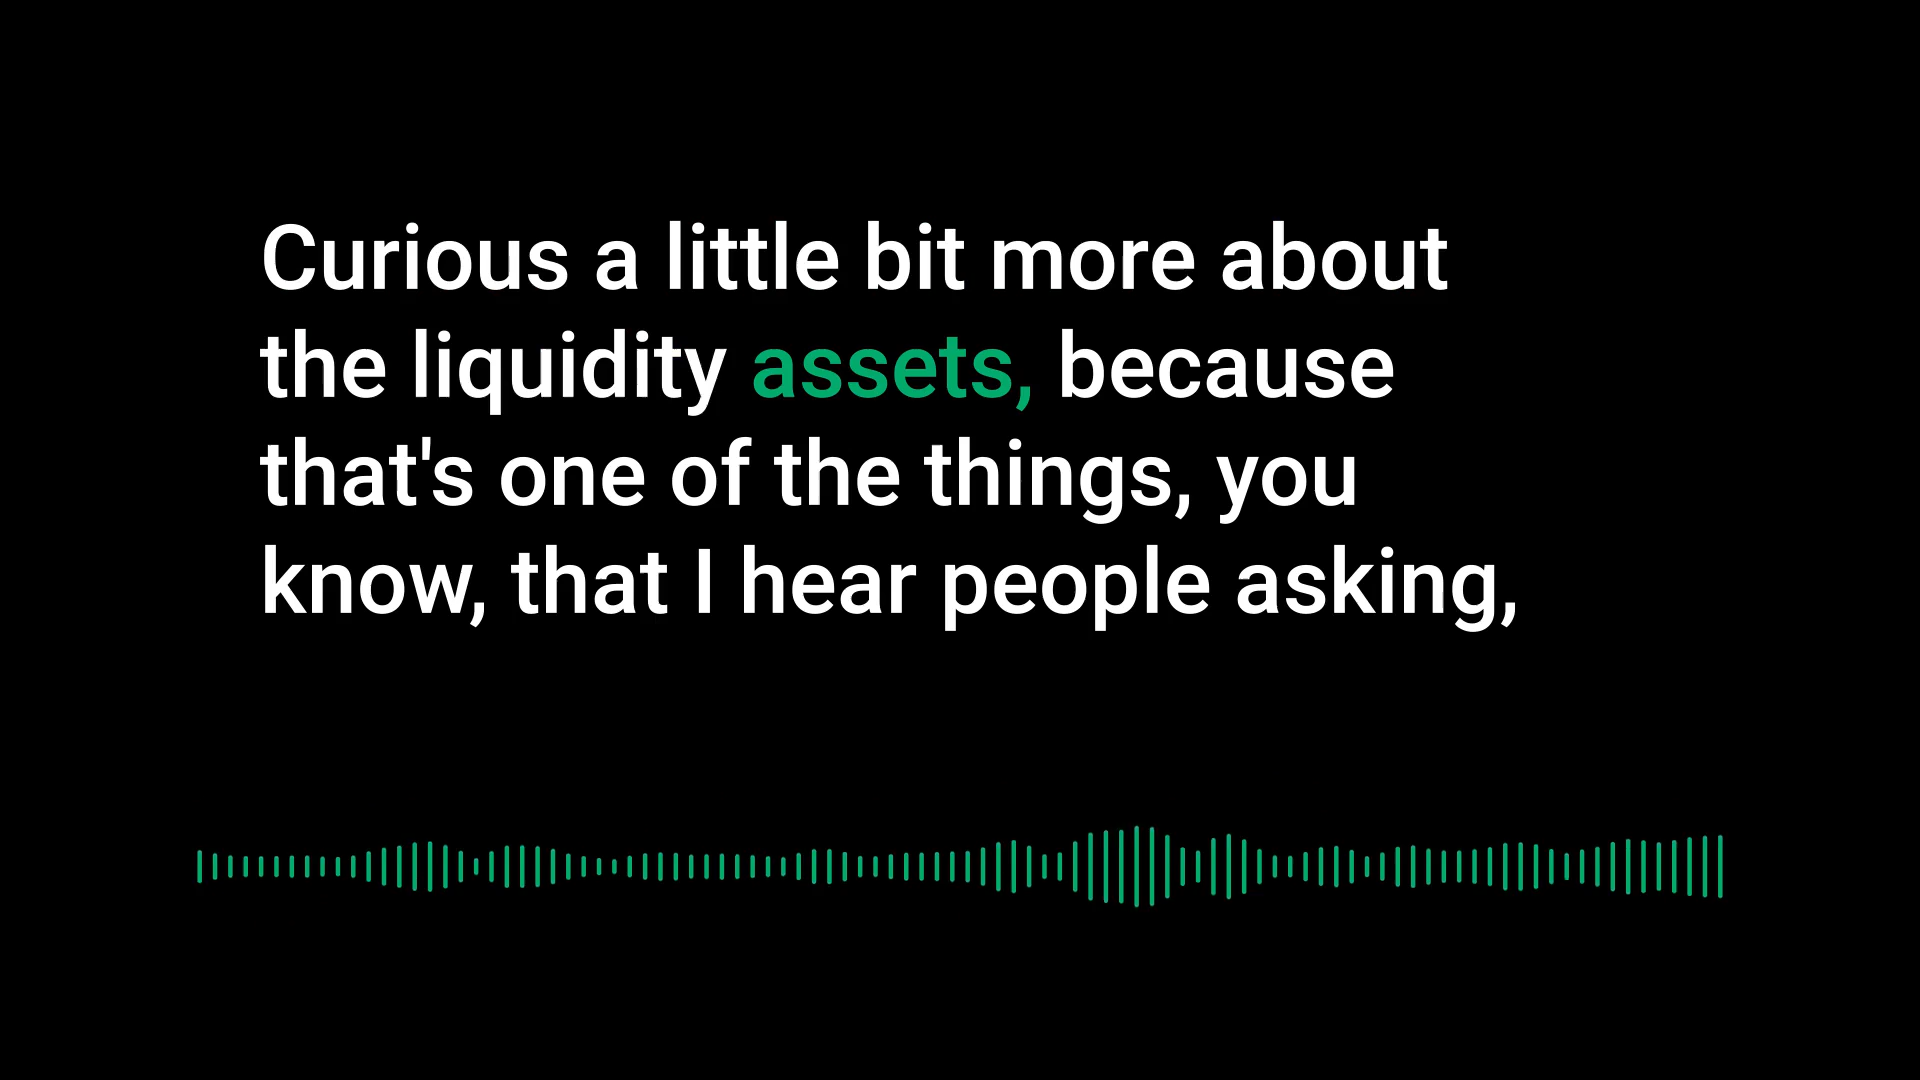 Curious a little bit more about
the liquidity assets, because
that's one of the things, you
know, that I hear people asking,